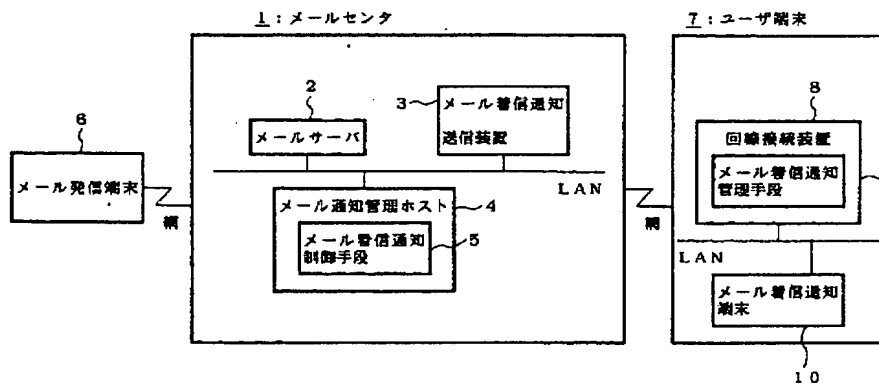 1：メールセンタ
7：ユーザ端末
6
メール発信端末
網
2
メールサーバ
3
メール着信通知
送信装置
LAN
メール通知管理ホスト
4
メール着信通知
制御手段
5
網
8
回線接続装置
メール着信通知
管理手段
LAN
メール着信通知
端末
10